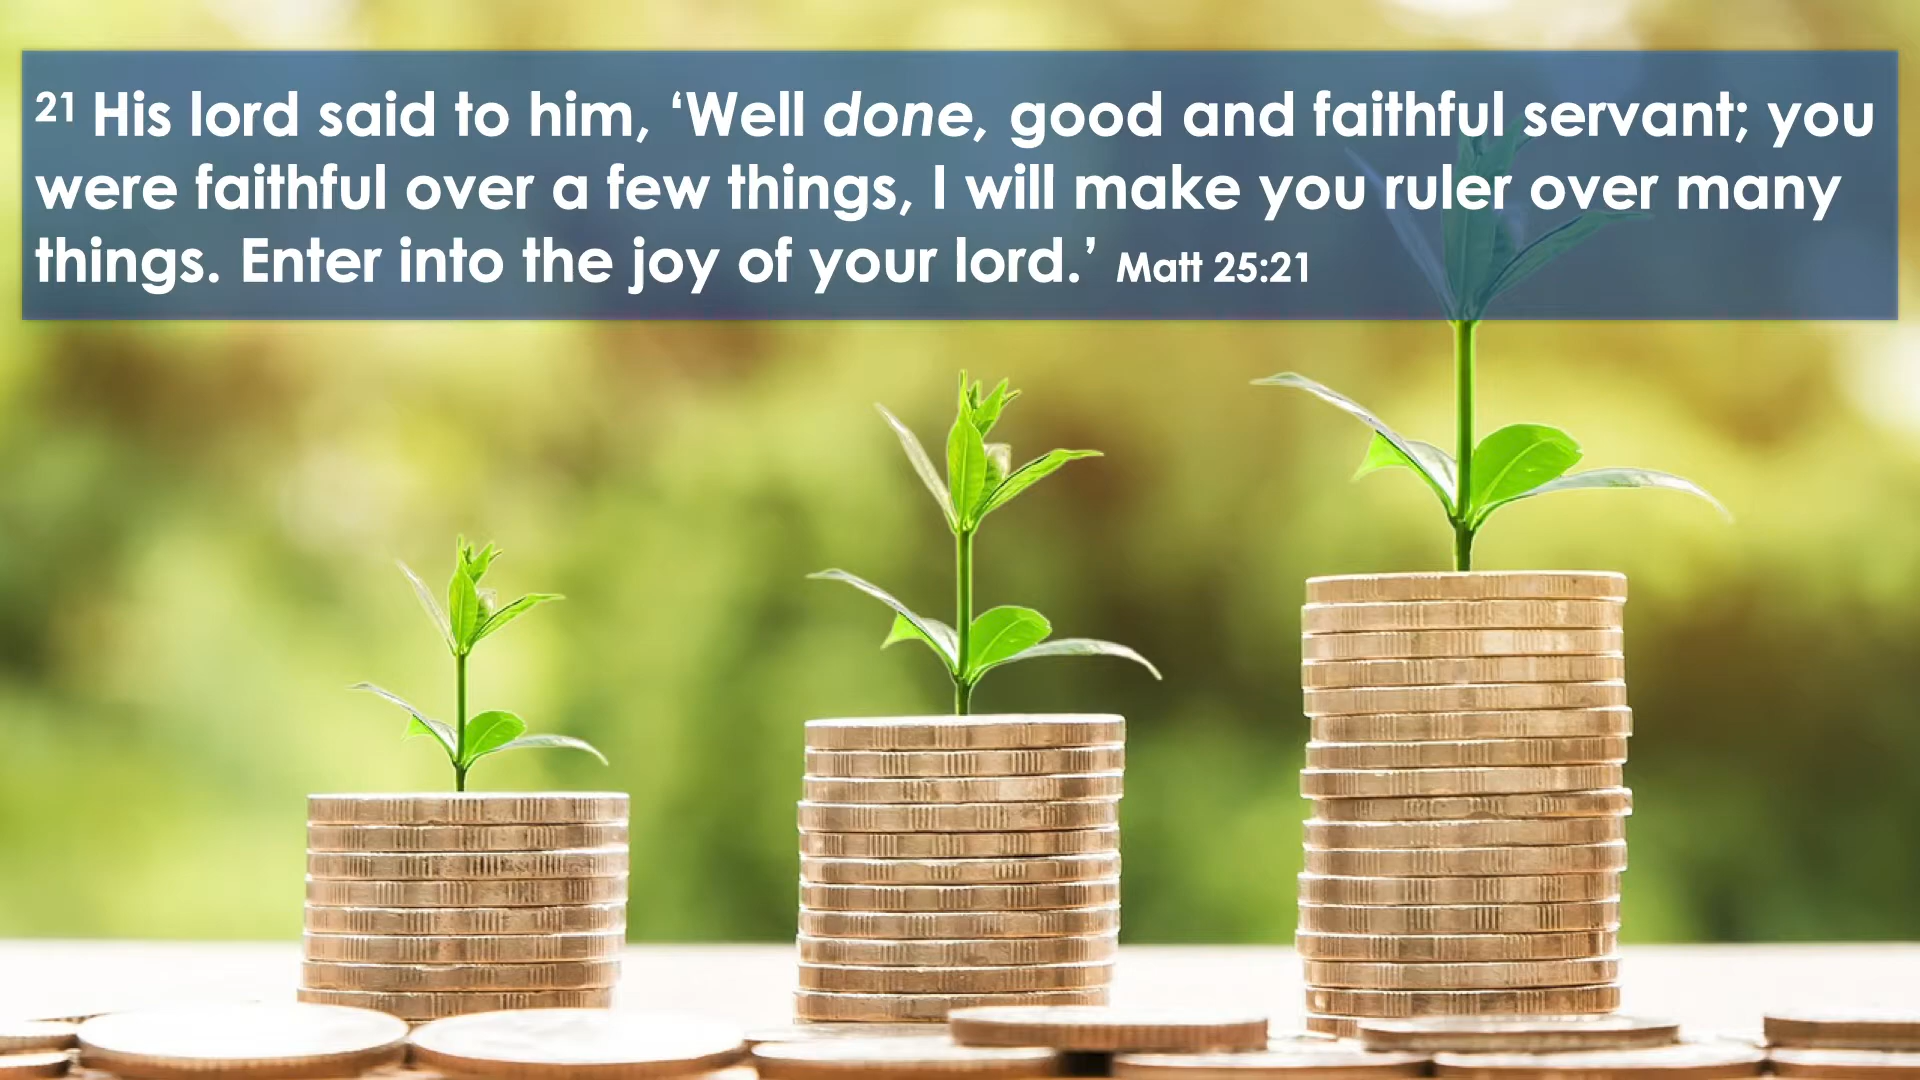 21 His lord said to him, ‘Well done, good and faithful servant; you
were faithful over a few things, I will make you ruler over many
things. Enter into the joy of your lord.’ Matt 25:21